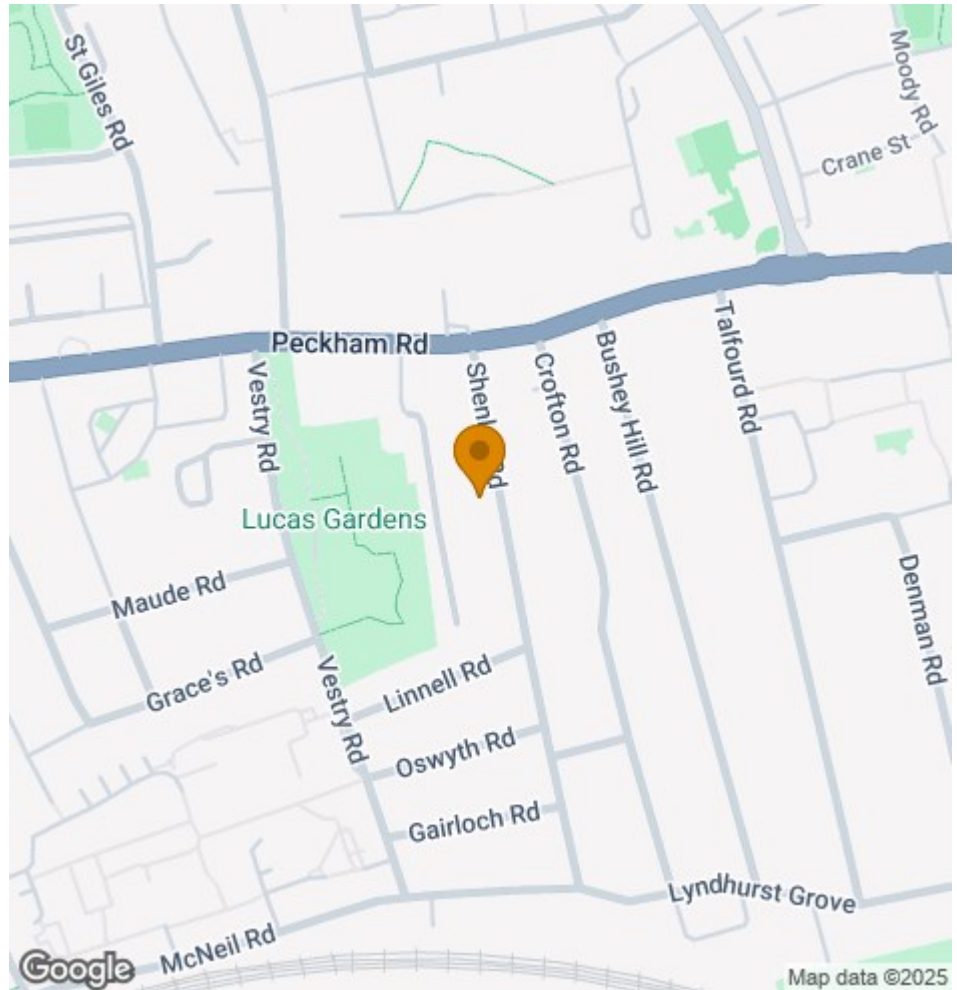 St Giles Rd
Moody Rd
Crane St
Peckham Rd
Vestry Rd
Crofton Rd
Bushey Hill Rd
Talfourd Rd
Lucas Gardens
Maude Rd
Grace's Rd
Vestry Rd
Linnell Rd
Denman Rd
Oswyth Rd
Gairloch Rd
Lyndhurst Grove
McNeil Rd
Google
Map data ©2025